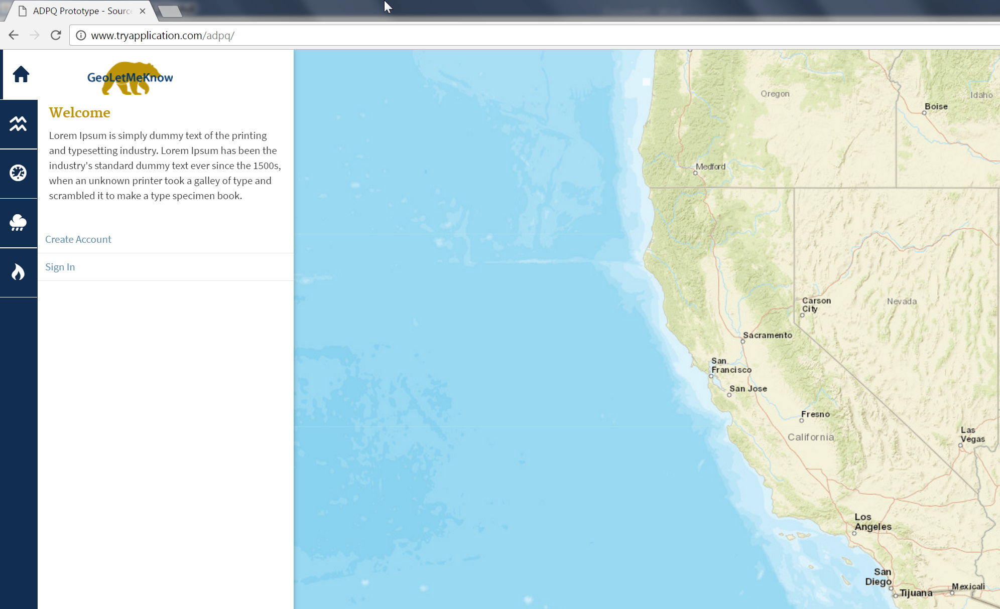 ADPQ Prototype - Source
www.tryapplication.com/adpq/
GeoLetMeKnow
Welcome
Lorem Ipsum is simply dummy text of the printing
and typesetting industry. Lorem Ipsum has been the
industry's standard dummy text ever since the 1500s,
when an unknown printer took a galley of type and
scrambled it to make a type specimen book.
Create Account
Sign In
Oregon
Idaho
Boise
Medford
Carson
City
Nevada
Sacramento
San
Francisco
San Jose
Fresno
California
Las
Vegas
Los
Angeles
San
Diego
Tijuana
Mexicali